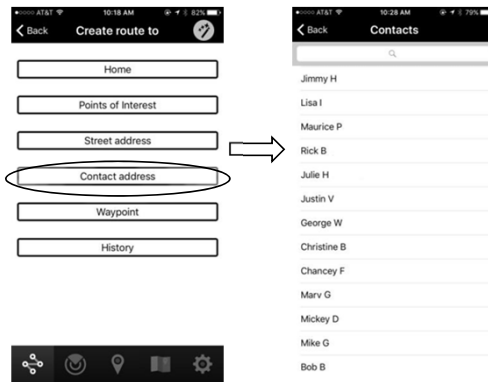 ●○○○○ AT&T 10:18 AM 82%
Back Create route to
Home
Points of Interest
Street address
Contact address
Waypoint
History
●○○○○ AT&T 10:28 AM 79%
Back Contacts
Jimmy H
Lisa I
Maurice P
Rick B
Julie H
Justin V
George W
Christine B
Chancey F
Marv G
Mickey D
Mike G
Bob B